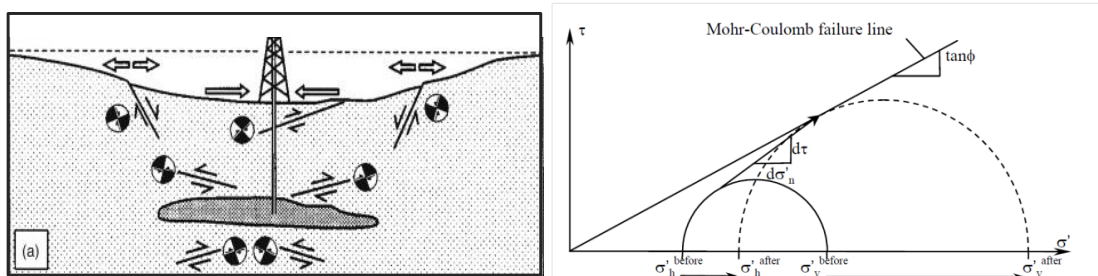 (a)
τ
Mohr-Coulomb failure line
tanϕ
dτ
dσ'n
σ'
σ'h before
σ'h after
σ'v before
σ'v after